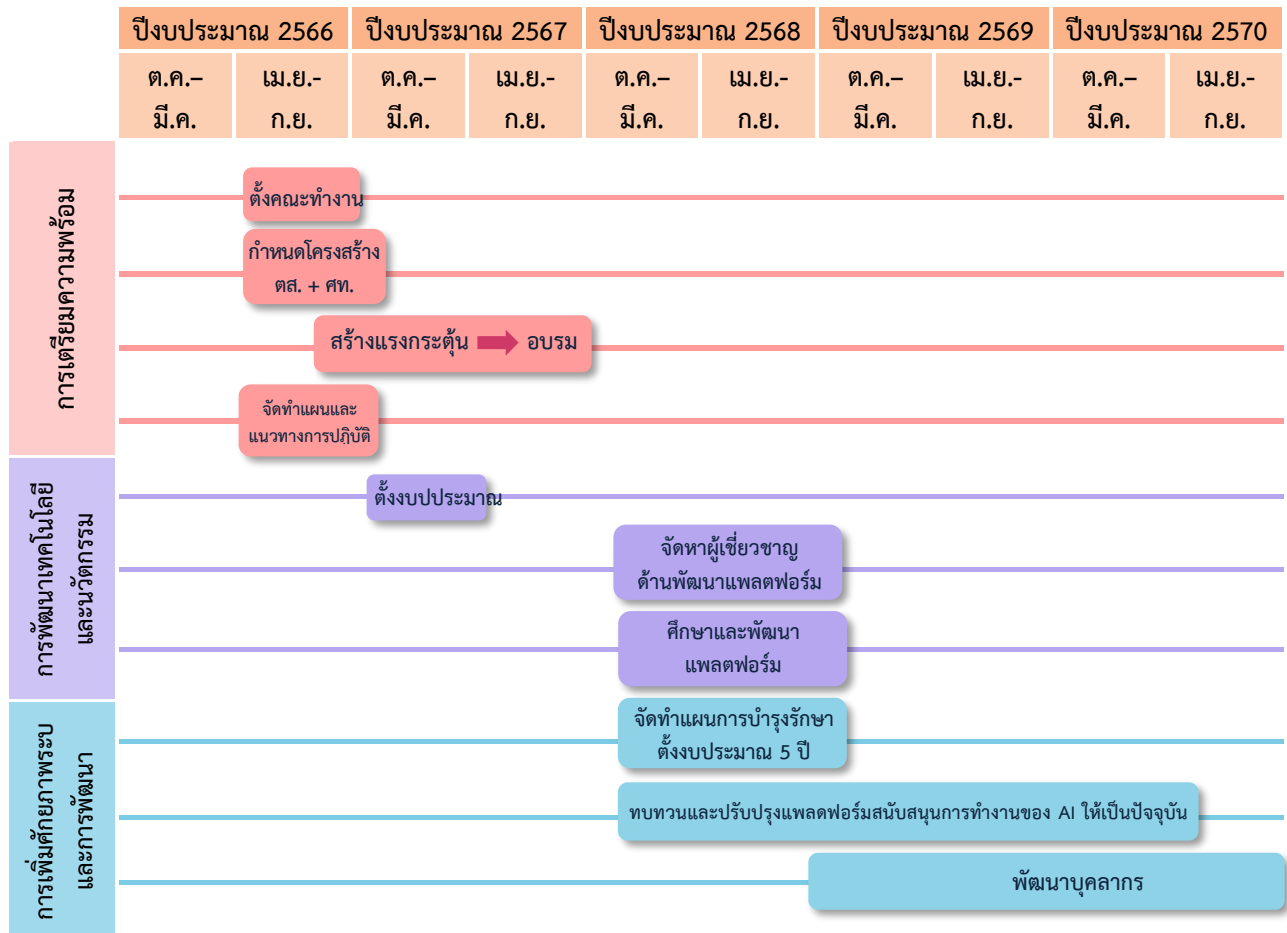 ปีงบประมาณ 2566 ปีงบประมาณ 2567 ปีงบประมาณ 2568 ปีงบประมาณ 2569 ปีงบประมาณ 2570
ต.ค.– เม.ย.- ต.ค.– เม.ย.- ต.ค.– เม.ย.- ต.ค.– เม.ย.- ต.ค.– เม.ย.-
มี.ค. ก.ย. มี.ค. ก.ย. มี.ค. ก.ย. มี.ค. ก.ย. มี.ค. ก.ย.
การเตรียมความพร้อม
ตั้งคณะทำงาน
กำหนดโครงสร้าง
ตส. + ศท.
สร้างแรงกระตุ้น อบรม
จัดทำแผนและ
แนวทางการปฏิบัติ
การพัฒนาเทคโนโลยี
และนวัตกรรม
ตั้งงบปประมาณ
จัดหาผู้เชี่ยวชาญ
ด้านพัฒนาแพลตฟอร์ม
ศึกษาและพัฒนา
แพลตฟอร์ม
การเพิ่มศักยภาพระบบ
และการพัฒนา
จัดทำแผนการบำรุงรักษา
ตั้งงบประมาณ 5 ปี
ทบทวนและปรับปรุงแพลดฟอร์มสนับสนุนการทำงานของ AI ให้เป็นปัจจุบัน
พัฒนาบุคลากร